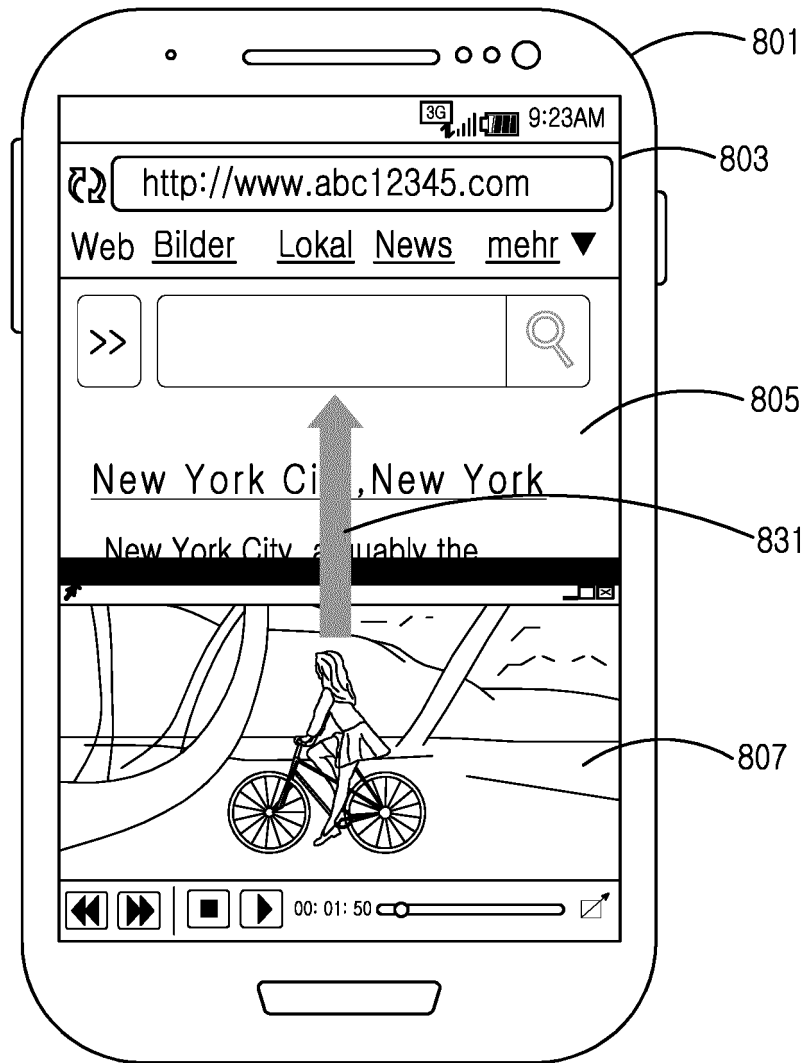 801
3G 9:23AM
803
http://www.abc12345.com
Web Bilder Lokal News mehr ▼
>>
805
New York Ci ,New York
831
New York City, a guably the
807
00: 01: 50